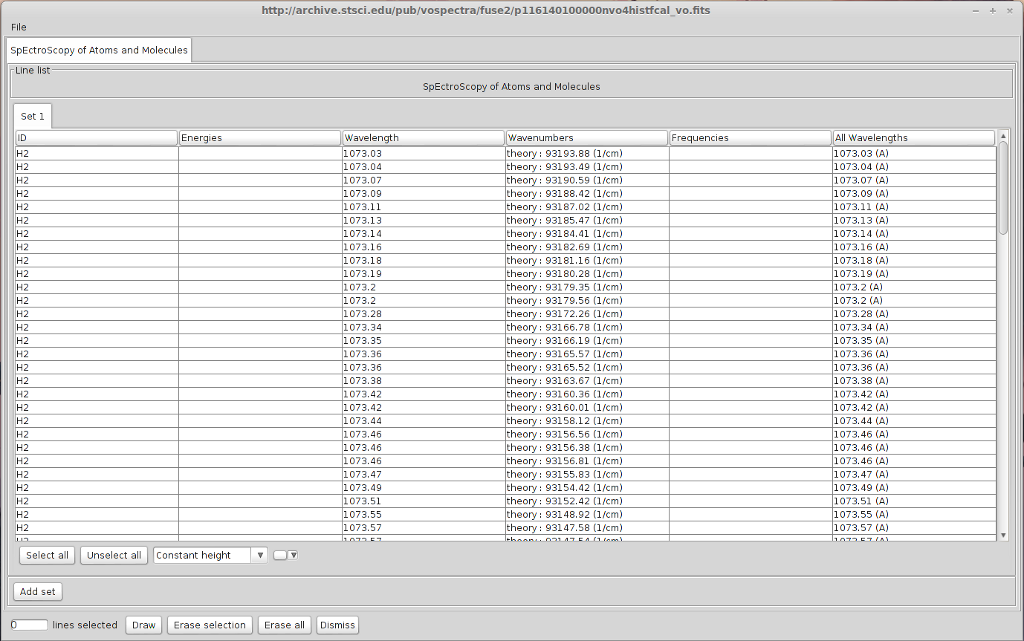 http://archive.stsci.edu/pub/vospectra/fuse2/p116140100000nvo4histfcal_vo.fits
File
SpEctroScopy of Atoms and Molecules
Line list
SpEctroScopy of Atoms and Molecules
Set 1
ID Energies Wavelength Wavenumbers Frequencies All Wavelengths
H2 1073.03 theory : 93193.88 (1/cm) 1073.03 (A)
H2 1073.04 theory : 93193.49 (1/cm) 1073.04 (A)
H2 1073.07 theory : 93190.59 (1/cm) 1073.07 (A)
H2 1073.09 theory : 93188.42 (1/cm) 1073.09 (A)
H2 1073.11 theory : 93187.02 (1/cm) 1073.11 (A)
H2 1073.13 theory : 93185.47 (1/cm) 1073.13 (A)
H2 1073.14 theory : 93184.41 (1/cm) 1073.14 (A)
H2 1073.16 theory : 93182.69 (1/cm) 1073.16 (A)
H2 1073.18 theory : 93181.16 (1/cm) 1073.18 (A)
H2 1073.19 theory : 93180.28 (1/cm) 1073.19 (A)
H2 1073.2 theory : 93179.35 (1/cm) 1073.2 (A)
H2 1073.2 theory : 93179.56 (1/cm) 1073.2 (A)
H2 1073.28 theory : 93172.26 (1/cm) 1073.28 (A)
H2 1073.34 theory : 93166.78 (1/cm) 1073.34 (A)
H2 1073.35 theory : 93166.19 (1/cm) 1073.35 (A)
H2 1073.36 theory : 93165.57 (1/cm) 1073.36 (A)
H2 1073.36 theory : 93165.52 (1/cm) 1073.36 (A)
H2 1073.38 theory : 93163.67 (1/cm) 1073.38 (A)
H2 1073.42 theory : 93160.36 (1/cm) 1073.42 (A)
H2 1073.42 theory : 93160.01 (1/cm) 1073.42 (A)
H2 1073.44 theory : 93158.12 (1/cm) 1073.44 (A)
H2 1073.46 theory : 93156.56 (1/cm) 1073.46 (A)
H2 1073.46 theory : 93156.38 (1/cm) 1073.46 (A)
H2 1073.46 theory : 93156.81 (1/cm) 1073.46 (A)
H2 1073.47 theory : 93155.83 (1/cm) 1073.47 (A)
H2 1073.49 theory : 93154.42 (1/cm) 1073.49 (A)
H2 1073.51 theory : 93152.42 (1/cm) 1073.51 (A)
H2 1073.55 theory : 93148.92 (1/cm) 1073.55 (A)
H2 1073.57 theory : 93147.58 (1/cm) 1073.57 (A)
Select all Unselect all Constant height
Add set
0 lines selected Draw Erase selection Erase all Dismiss